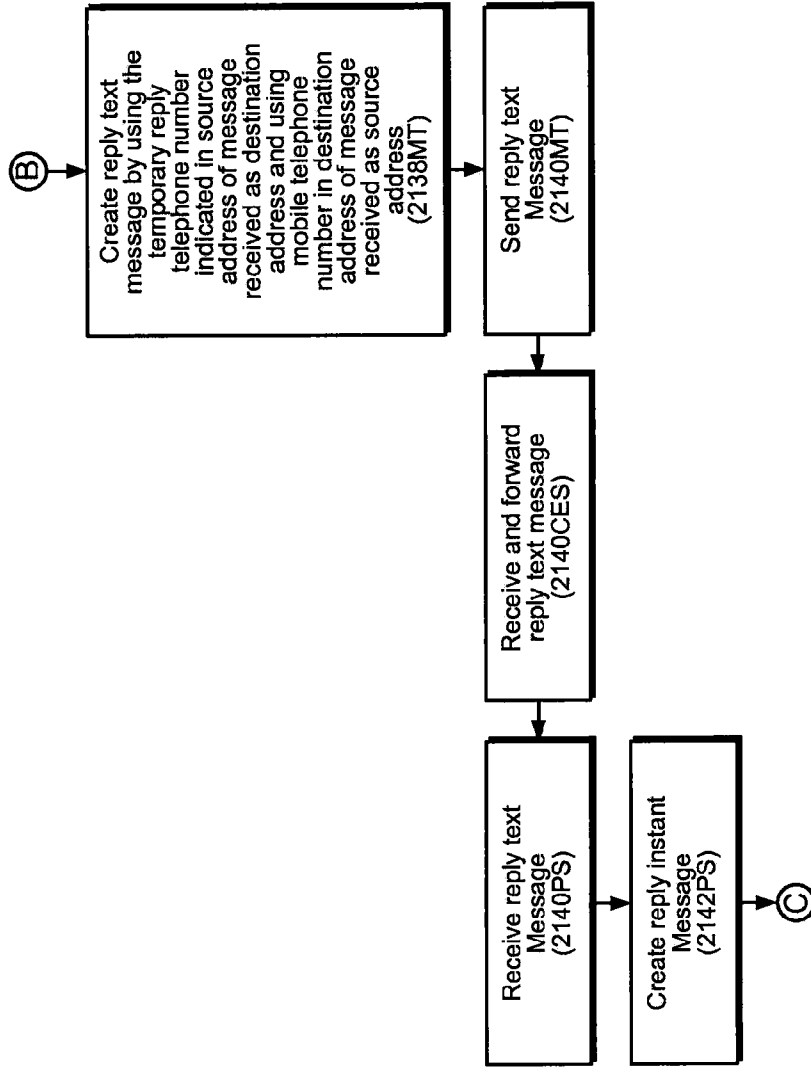 B
Create reply text
message by using the
temporary reply
telephone number
indicated in source
address of message
received as destination
address and using
mobile telephone
number in destination
address of message
received as source
address
(2138MT)
Send reply text
Message
(2140MT)
Receive and forward
reply text message
(2140CES)
Receive reply text
Message
(2140PS)
Create reply instant
Message
(2142PS)
C